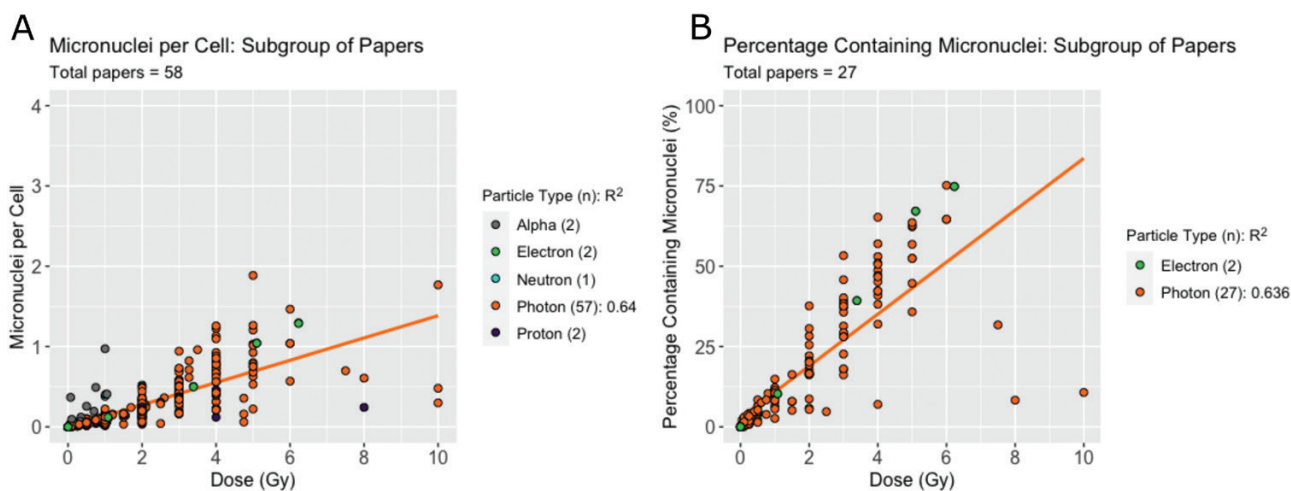 A
Micronuclei per Cell: Subgroup of Papers
Total papers = 58
Micronuclei per Cell
4
3
2
1
0
0 2 4 6 8 10
Dose (Gy)
Particle Type (n): R²
Alpha (2)
Electron (2)
Neutron (1)
Photon (57): 0.64
Proton (2)
B
Percentage Containing Micronuclei: Subgroup of Papers
Total papers = 27
Percentage Containing Micronuclei (%)
100
75
50
25
0
0 2 4 6 8 10
Dose (Gy)
Particle Type (n): R²
Electron (2)
Photon (27): 0.636